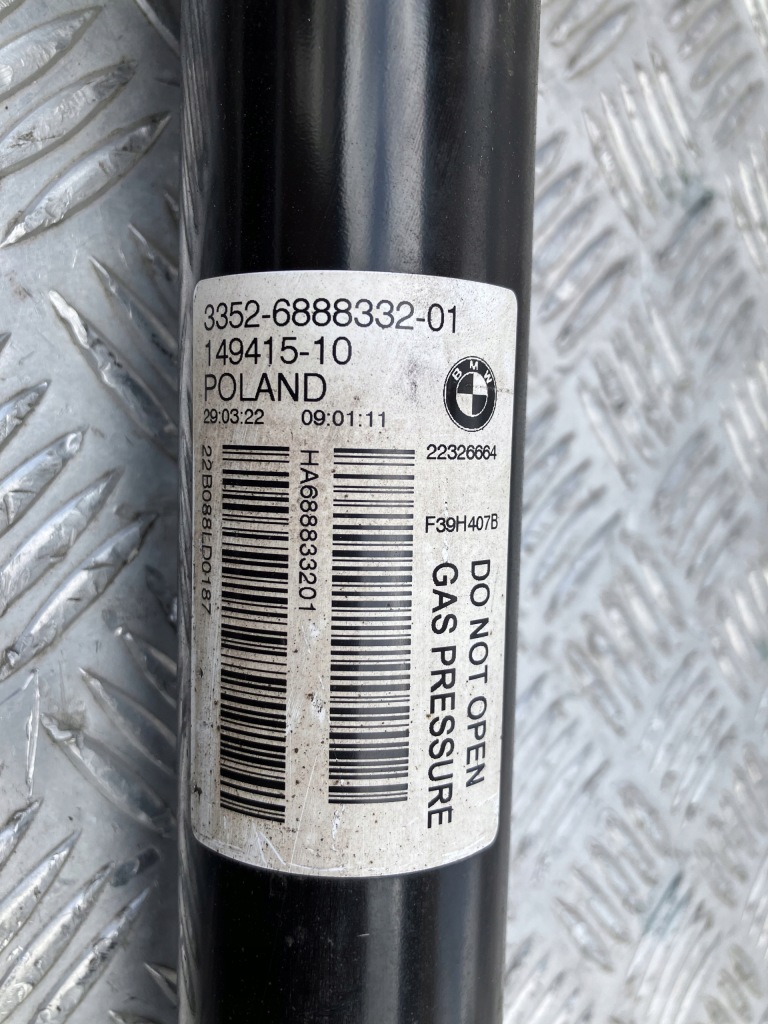 3352-6888332-01
149415-10
POLAND
29:03:22 09:01:11
BMW
22326664
F39H407B
22B088LD0187
HA688833201
DO NOT OPEN
GAS PRESSURE